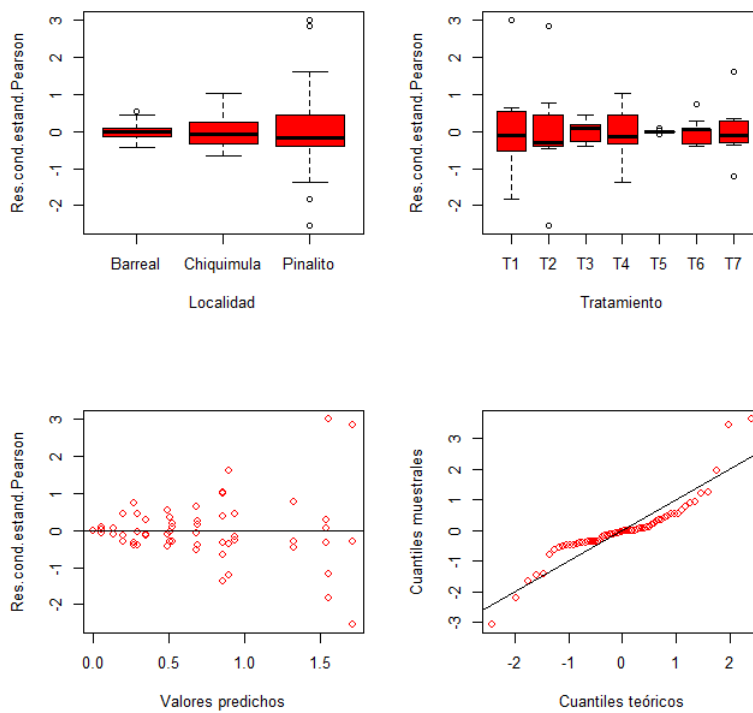 Res.cond.estand.Pearson
3
2
1
0
-1
-2
Barreal Chiquimula Pinalito
Localidad
Res.cond.estand.Pearson
3
2
1
0
-1
-2
T1 T2 T3 T4 T5 T6 T7
Tratamiento
Res.cond.estand.Pearson
3
2
1
0
-1
-2
0.0 0.5 1.0 1.5
Valores predichos
Cuantiles muestrales
3
2
1
0
-1
-2
-3
-2 -1 0 1 2
Cuantiles teóricos